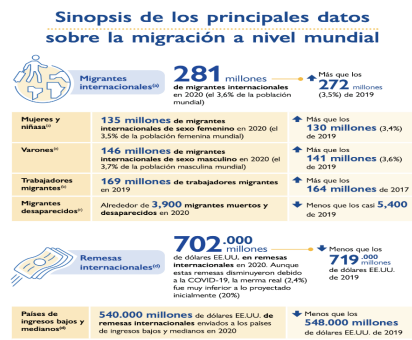 Sinopsis de los principales datos
sobre la migración a nivel mundial
Migrantes
internacionales(a)
281 millones
de migrantes internacionales
en 2020 (el 3,6% de la población
mundial)
Más que los
272 millones
(3,5%) de 2019
Mujeres y
niñas(a)
135 millones de migrantes
internacionales de sexo femenino en 2020 (el
3,5% de la población femenina mundial)
Más que los
130 millones (3,4%)
de 2019
Varones(a)
146 millones de migrantes
internacionales de sexo masculino en 2020 (el
3,7% de la población masculina mundial)
Más que los
141 millones (3,6%)
de 2019
Trabajadores
migrantes(b)
169 millones de trabajadores migrantes
en 2019
Más que los
164 millones de 2017
Migrantes
desaparecidos(c)
Alrededor de 3,900 migrantes muertos y
desaparecidos en 2020
Menos que los casi 5,400
de 2019
Remesas
internacionales(d)
702.000
millones
de dólares EE.UU. en remesas
internacionales en 2020. Aunque
estas remesas disminuyeron debido
a la COVID-19, la merma real (2,4%)
fue muy inferior a lo proyectado
inicialmente (20%)
Menos que los
719.000
millones
de dólares EE.UU.
de 2019
Países de
ingresos bajos y
medianos(d)
540.000 millones de dólares EE.UU. de
remesas internacionales enviados a los países
de ingresos bajos y medianos en 2020
Menos que los
548.000 millones
de dólares EE.UU. de 2019